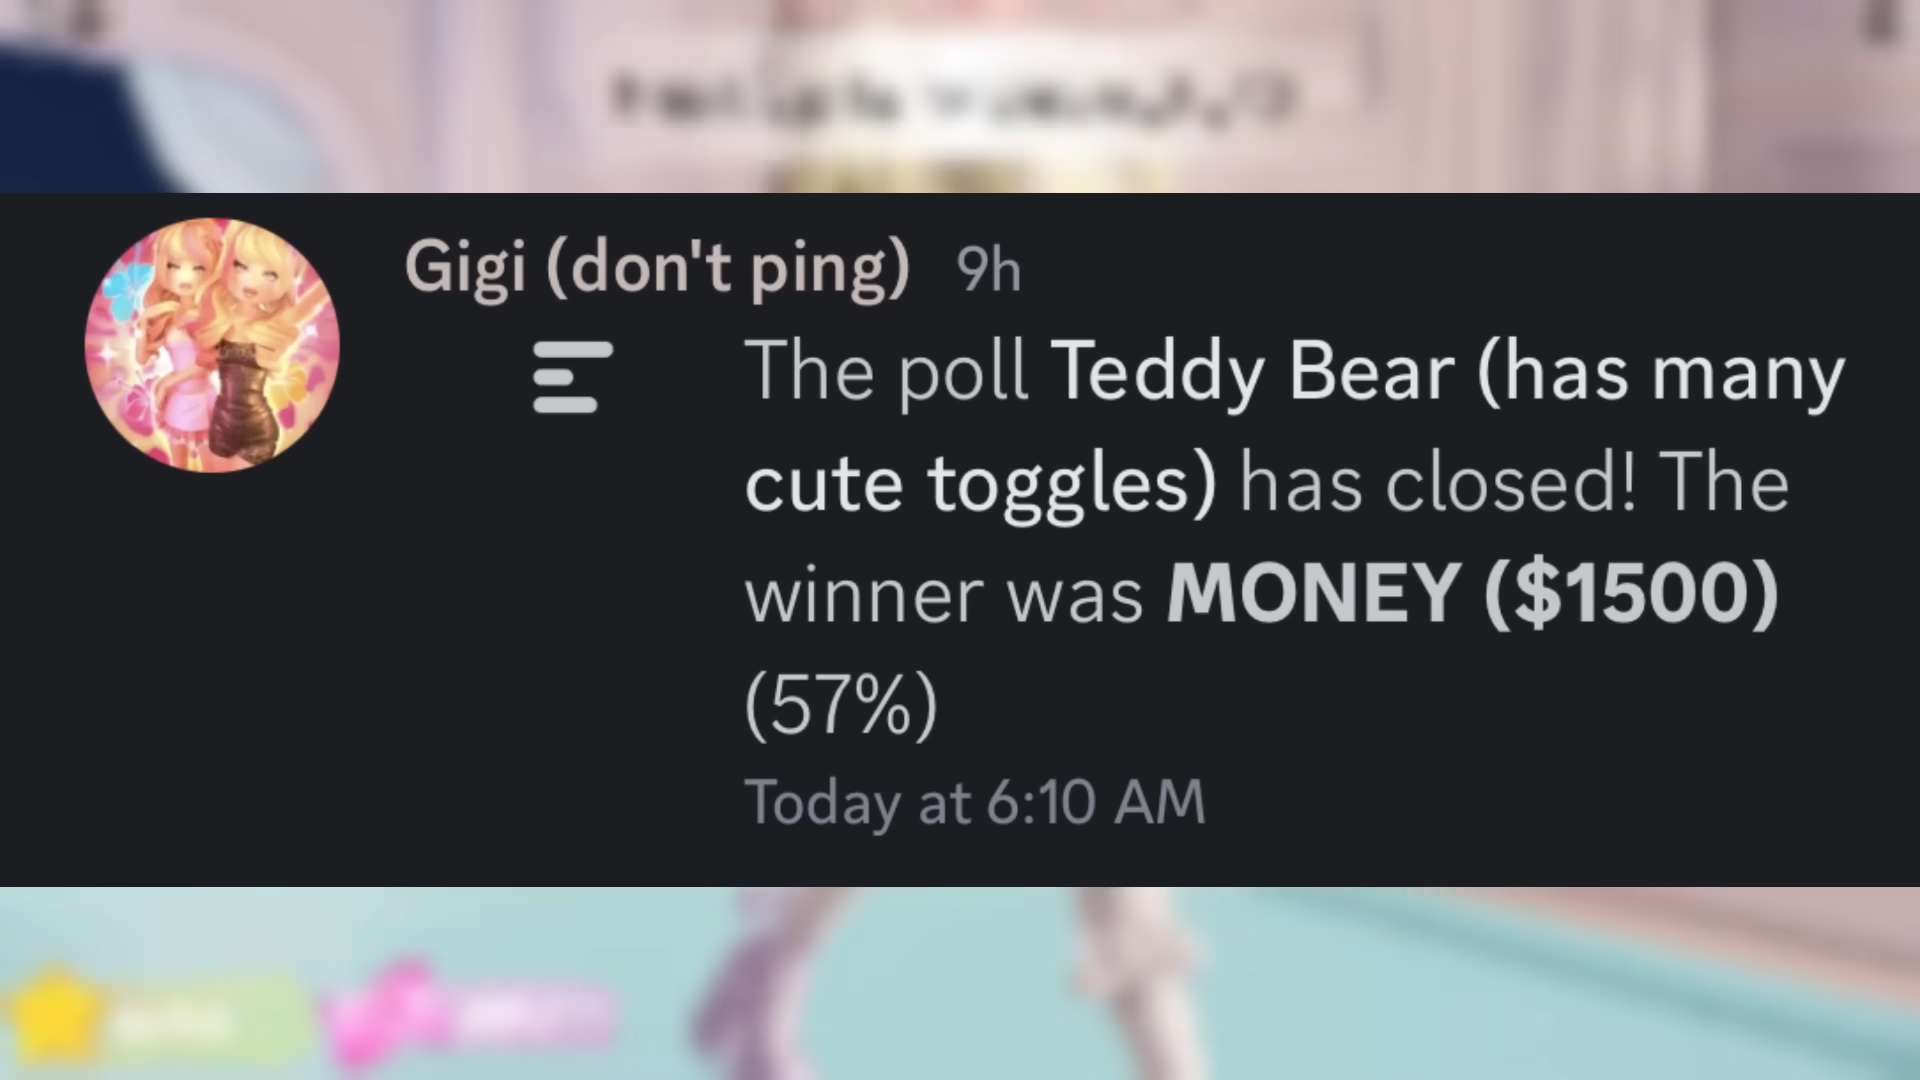 Gigi (don't ping) 9h
The poll Teddy Bear (has many
cute toggles) has closed! The
winner was MONEY ($1500)
(57%)
Today at 6:10 AM